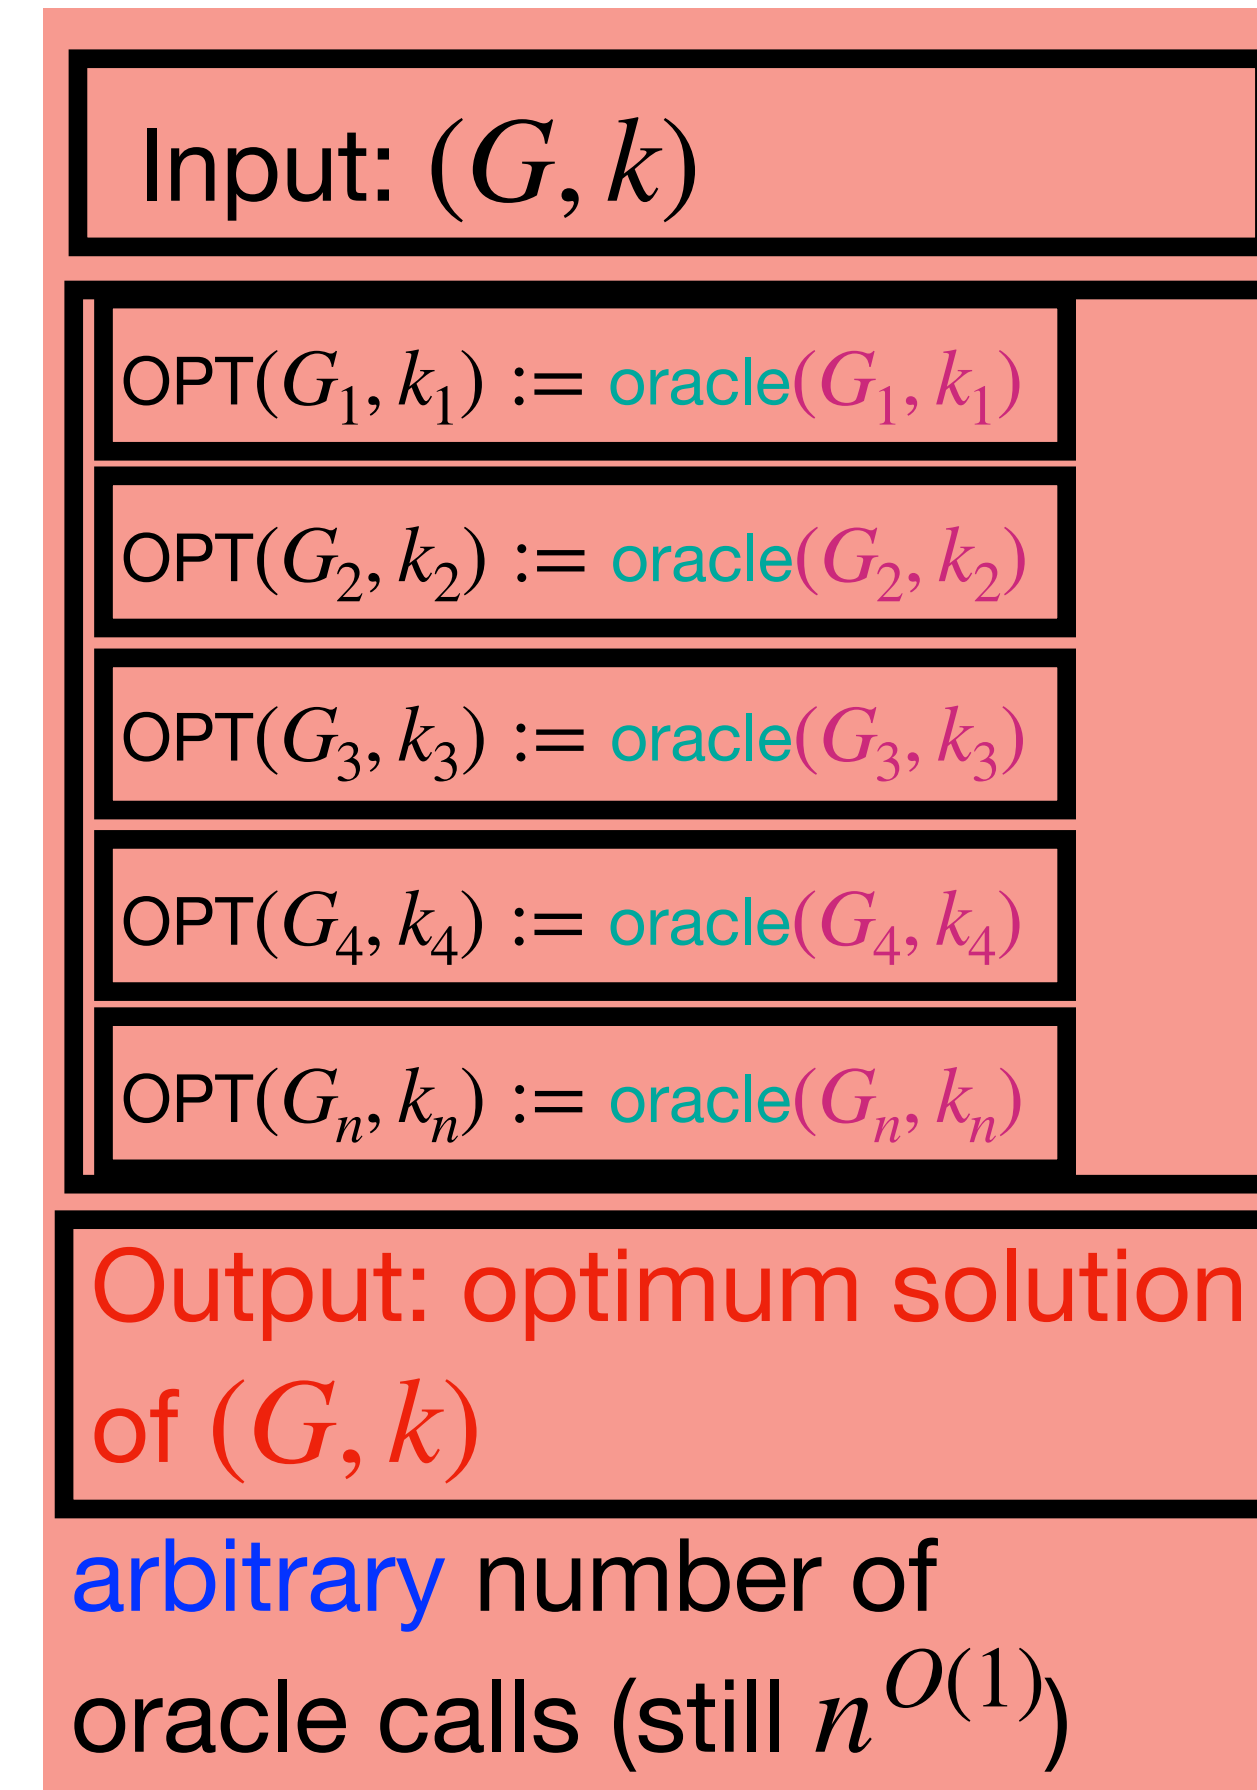 Input: (G, k)
OPT(G₁, k₁) := oracle(G₁, k₁)
OPT(G₂, k₂) := oracle(G₂, k₂)
OPT(G₃, k₃) := oracle(G₃, k₃)
OPT(G₄, k₄) := oracle(G₄, k₄)
OPT(Gₙ, kₙ) := oracle(Gₙ, kₙ)
Output: optimum solution
of (G, k)
arbitrary number of
oracle calls (still n^{O(1)})